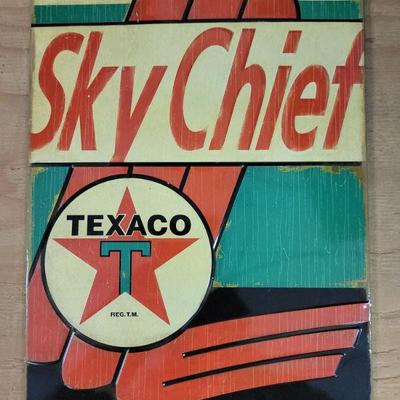 Sky Chief
TEXACO
T
REG. T.M.